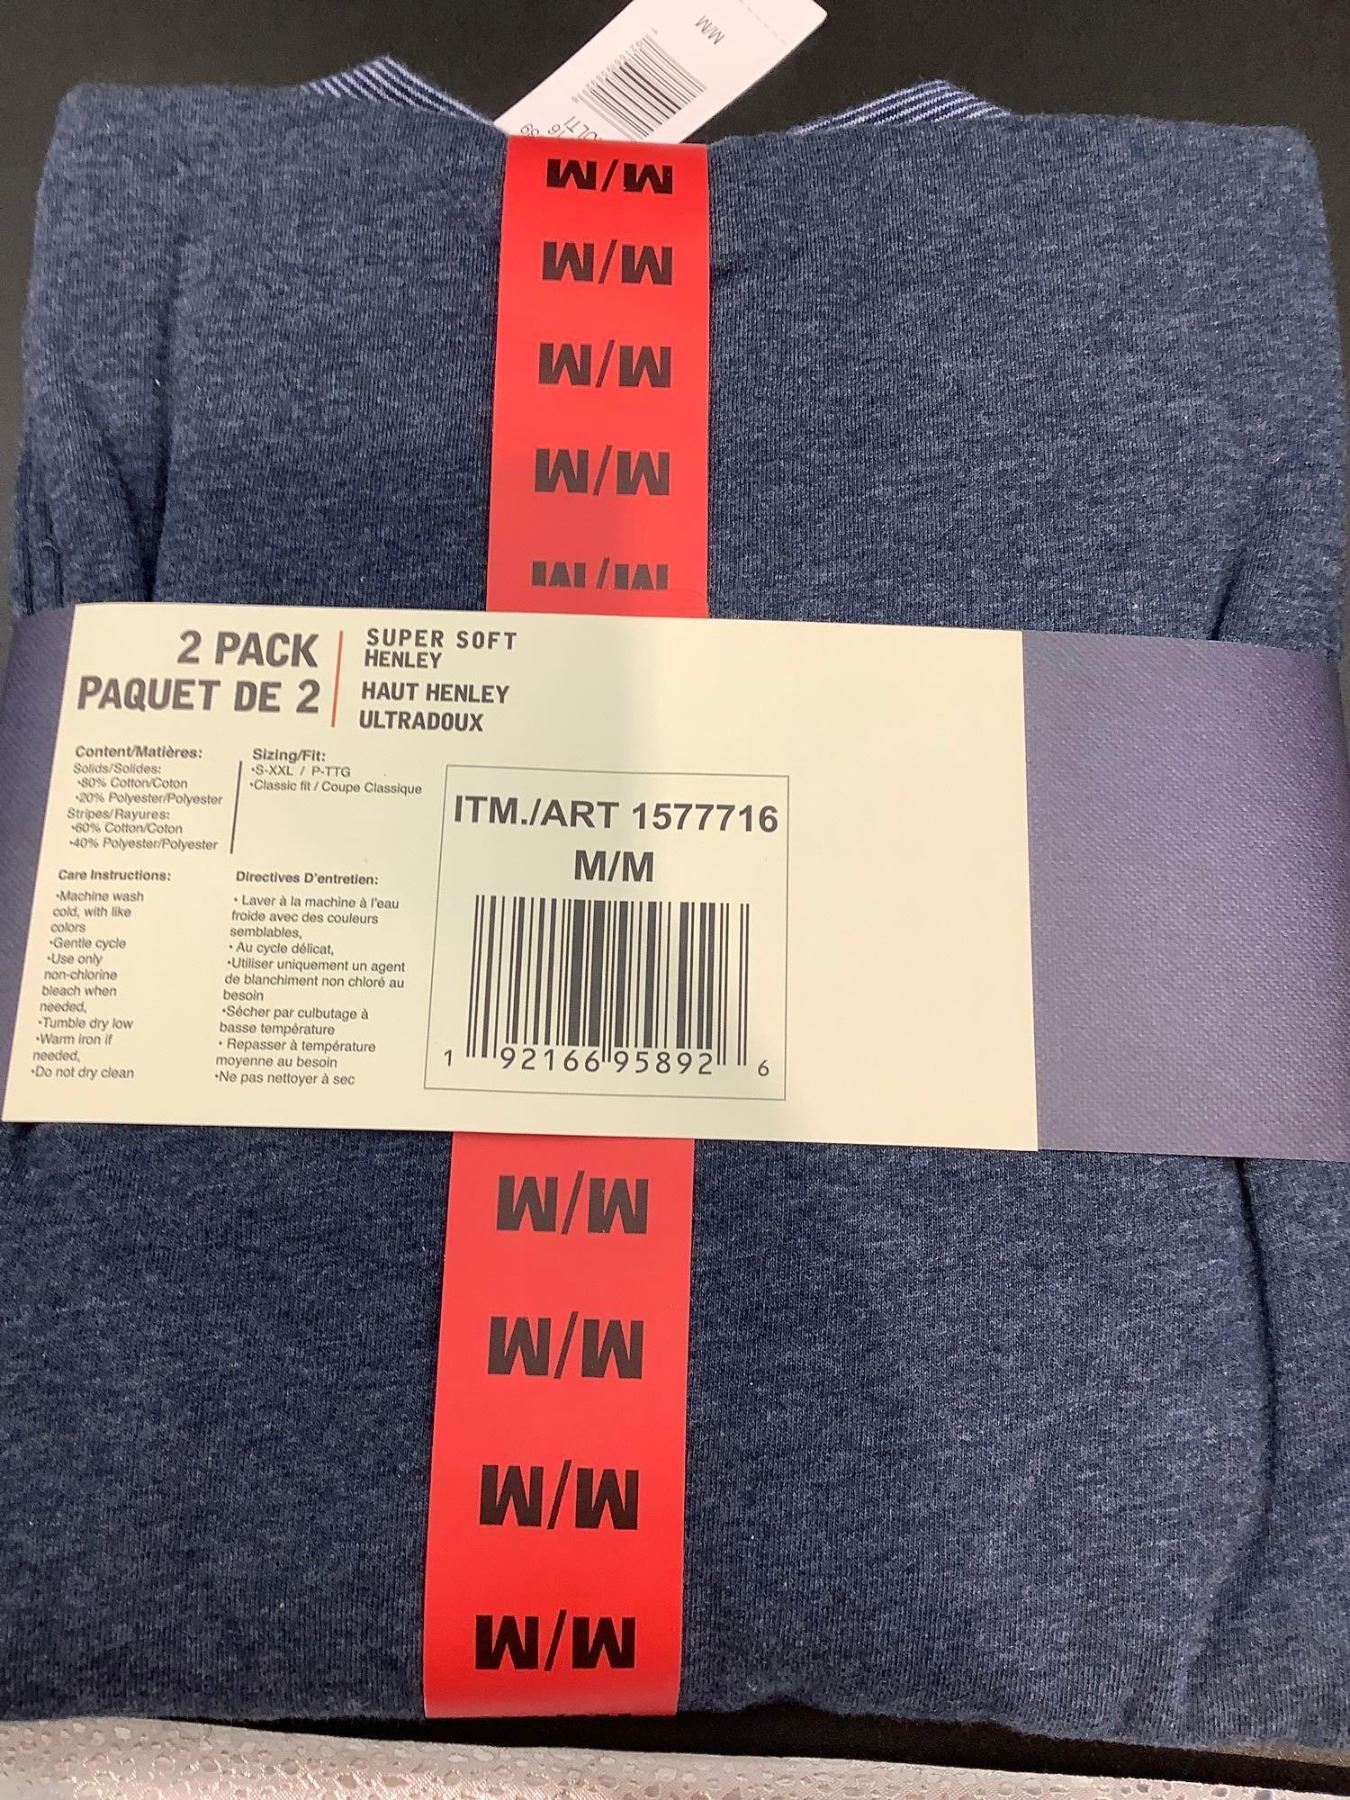 M/M
M/M
M/M
M/M
M/M
M/M
2 PACK
PAQUET DE 2
SUPER SOFT
HENLEY
HAUT HENLEY
ULTRADOUX
Content/Matières:
Solids/Solides:
•80% Cotton/Coton
•20% Polyester/Polyester
Stripes/Rayures:
•60% Cotton/Coton
•40% Polyester/Polyester
Sizing/Fit:
•S-XXL / P-TTG
•Classic fit / Coupe Classique
Care Instructions:
•Machine wash
cold, with like
colors
•Gentle cycle
•Use only
non-chlorine
bleach when
needed,
•Tumble dry low
•Warm iron if
needed,
•Do not dry clean
Directives D'entretien:
• Laver à la machine à l'eau
froide avec des couleurs
semblables,
• Au cycle délicat,
•Utiliser uniquement un agent
de blanchiment non chloré au
besoin
•Sécher par culbutage à
basse température
• Repasser à température
moyenne au besoin
•Ne pas nettoyer à sec
ITM./ART 1577716
M/M
1 92166 95892 6
M/M
M/M
M/M
M/M